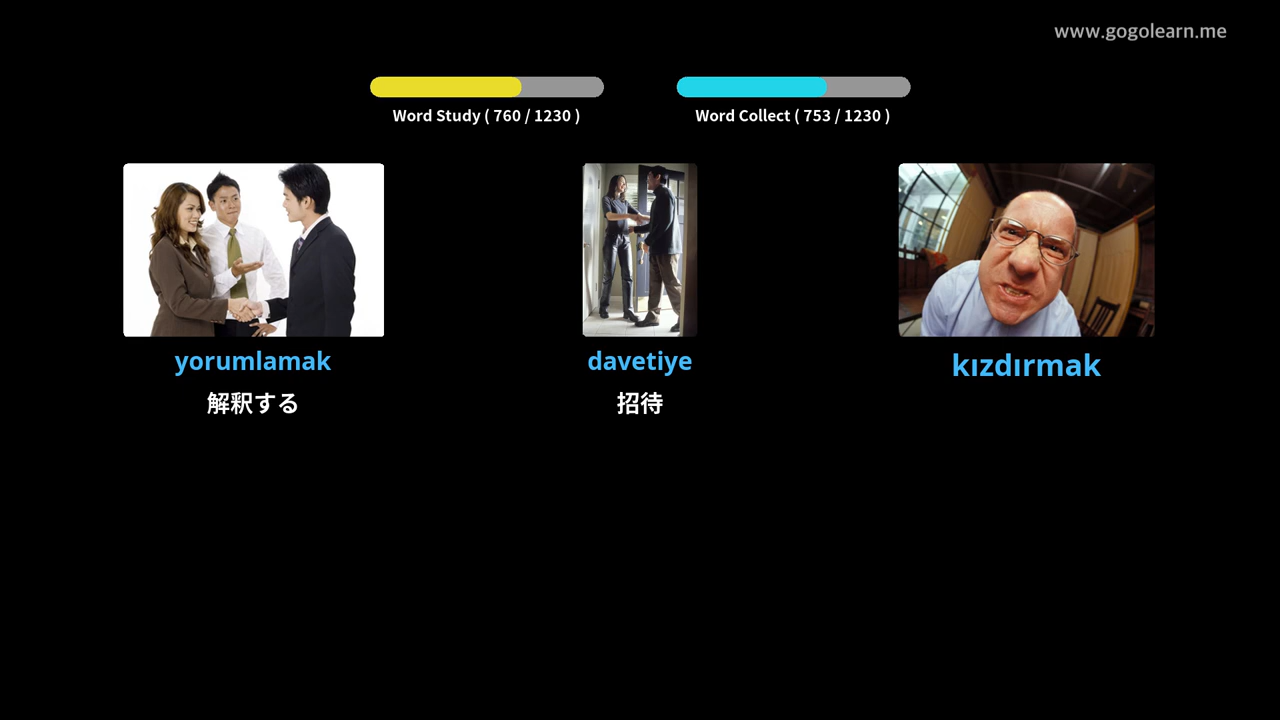 www.gogolearn.me
Word Study ( 760 / 1230 )
Word Collect ( 753 / 1230 )
yorumlamak
解釈する
davetiye
招待
kızdırmak